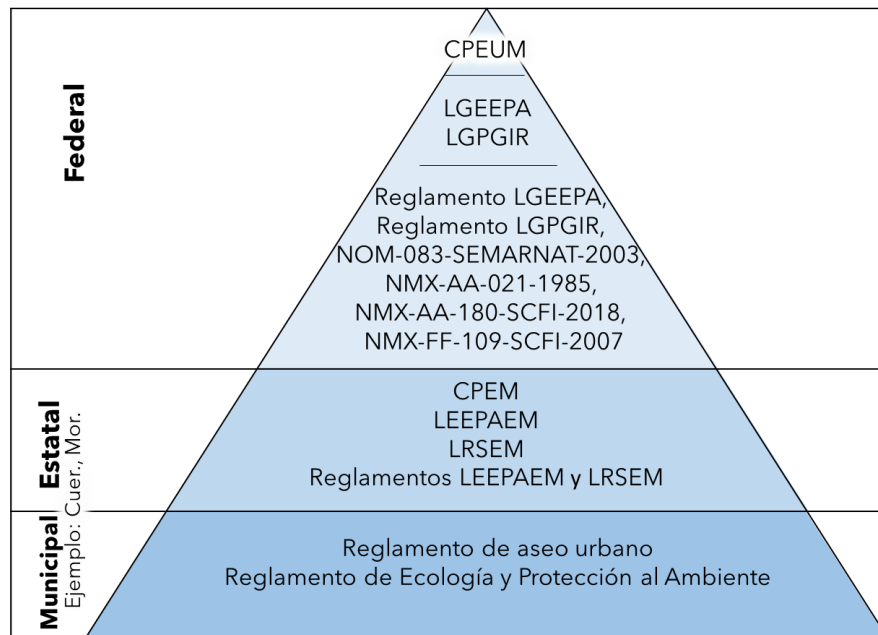 Federal
CPEUM
LGEEPA
LGPGIR
Reglamento LGEEPA,
Reglamento LGPGIR,
NOM-083-SEMARNAT-2003,
NMX-AA-021-1985,
NMX-AA-180-SCFI-2018,
NMX-FF-109-SCFI-2007
Estatal
CPEM
LEEPAEM
LRSEM
Reglamentos LEEPAEM y LRSEM
Municipal
Ejemplo: Cuer., Mor.
Reglamento de aseo urbano
Reglamento de Ecología y Protección al Ambiente